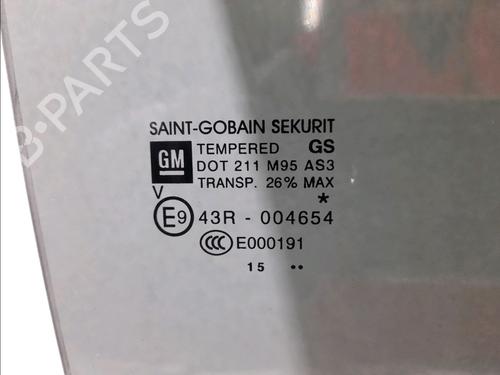 B-PARTS
SAINT-GOBAIN SEKURIT
GM TEMPERED GS
DOT 211 M95 AS3
V TRANSP. 26% MAX
*
E9 43R - 004654
CCC E000191
15 ••